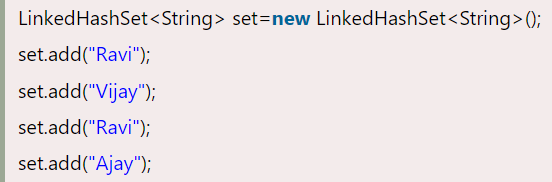 LinkedHashSet<String> set=new LinkedHashSet<String>();
set.add("Ravi");
set.add("Vijay");
set.add("Ravi");
set.add("Ajay");